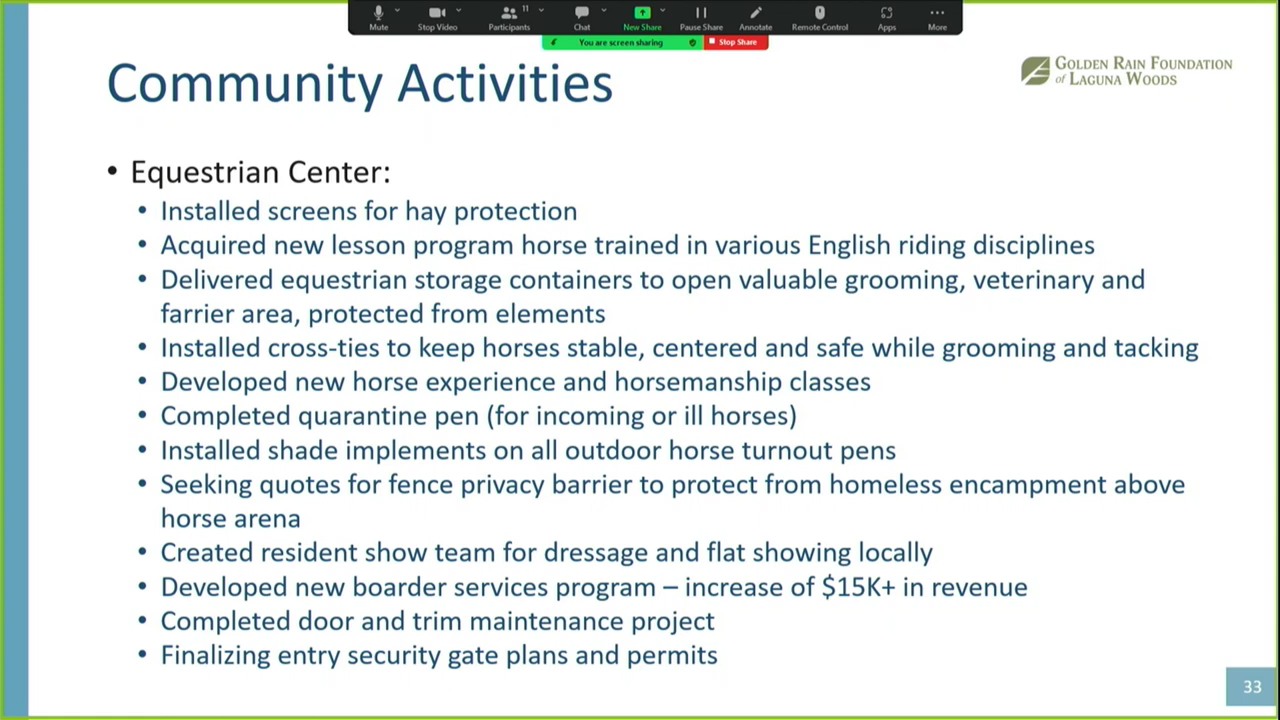 Mute
Stop Video
Participants
11
Chat
New Share
Pause Share
Annotate
Remote Control
Apps
More
You are screen sharing
Stop Share
Community Activities
GOLDEN RAIN FOUNDATION
of LAGUNA WOODS
• Equestrian Center:
• Installed screens for hay protection
• Acquired new lesson program horse trained in various English riding disciplines
• Delivered equestrian storage containers to open valuable grooming, veterinary and
farrier area, protected from elements
• Installed cross-ties to keep horses stable, centered and safe while grooming and tacking
• Developed new horse experience and horsemanship classes
• Completed quarantine pen (for incoming or ill horses)
• Installed shade implements on all outdoor horse turnout pens
• Seeking quotes for fence privacy barrier to protect from homeless encampment above
horse arena
• Created resident show team for dressage and flat showing locally
• Developed new boarder services program – increase of $15K+ in revenue
• Completed door and trim maintenance project
• Finalizing entry security gate plans and permits
33